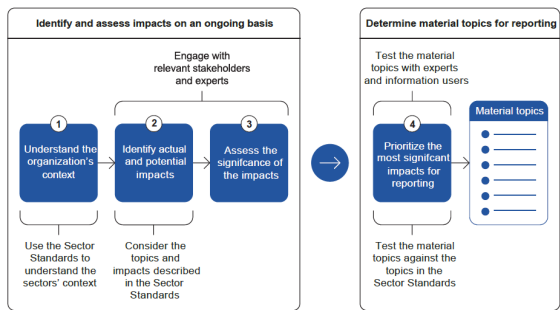 Identify and assess impacts on an ongoing basis
Engage with
relevant stakeholders
and experts
1
Understand the
organization's
context
2
Identify actual
and potential
impacts
3
Assess the
signifcance of
the impacts
Use the Sector
Standards to
understand the
sectors' context
Consider the
topics and
impacts described
in the Sector
Standards
Determine material topics for reporting
Test the material
topics with experts
and information users
4
Prioritize the
most signifcant
impacts for
reporting
Material topics
Test the material
topics against the
topics in the
Sector Standards